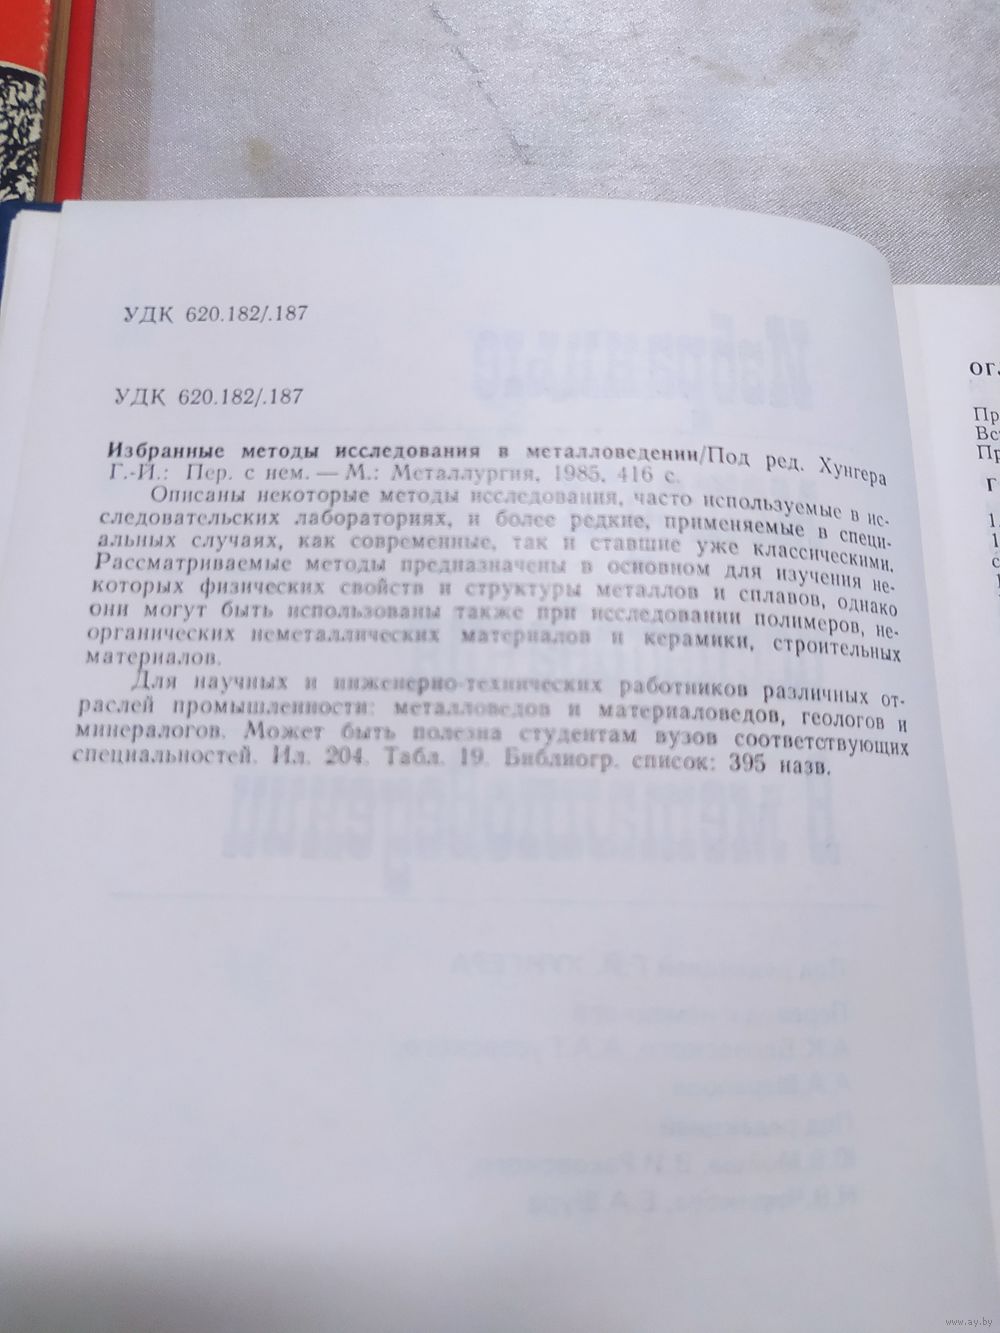 УДК 620.182/.187
УДК 620.182/.187
Избранные методы исследования в металловедении/Под ред. Хунгера
Г.-Й.: Пер. с нем. — М.: Металлургия, 1985. 416 с.
Описаны некоторые методы исследования, часто используемые в ис-
следовательских лабораториях, и более редкие, применяемые в специ-
альных случаях, как современные, так и ставшие уже классическими.
Рассматриваемые методы предназначены в основном для изучения не-
которых физических свойств и структуры металлов и сплавов, однако
они могут быть использованы также при исследовании полимеров, не-
органических неметаллических материалов и керамики, строительных
материалов.
Для научных и инженерно-технических работников различных от-
раслей промышленности: металловедов и материаловедов, геологов и
минералогов. Может быть полезна студентам вузов соответствующих
специальностей. Ил. 204. Табл. 19. Библиогр. список: 395 назв.
www.ay.by